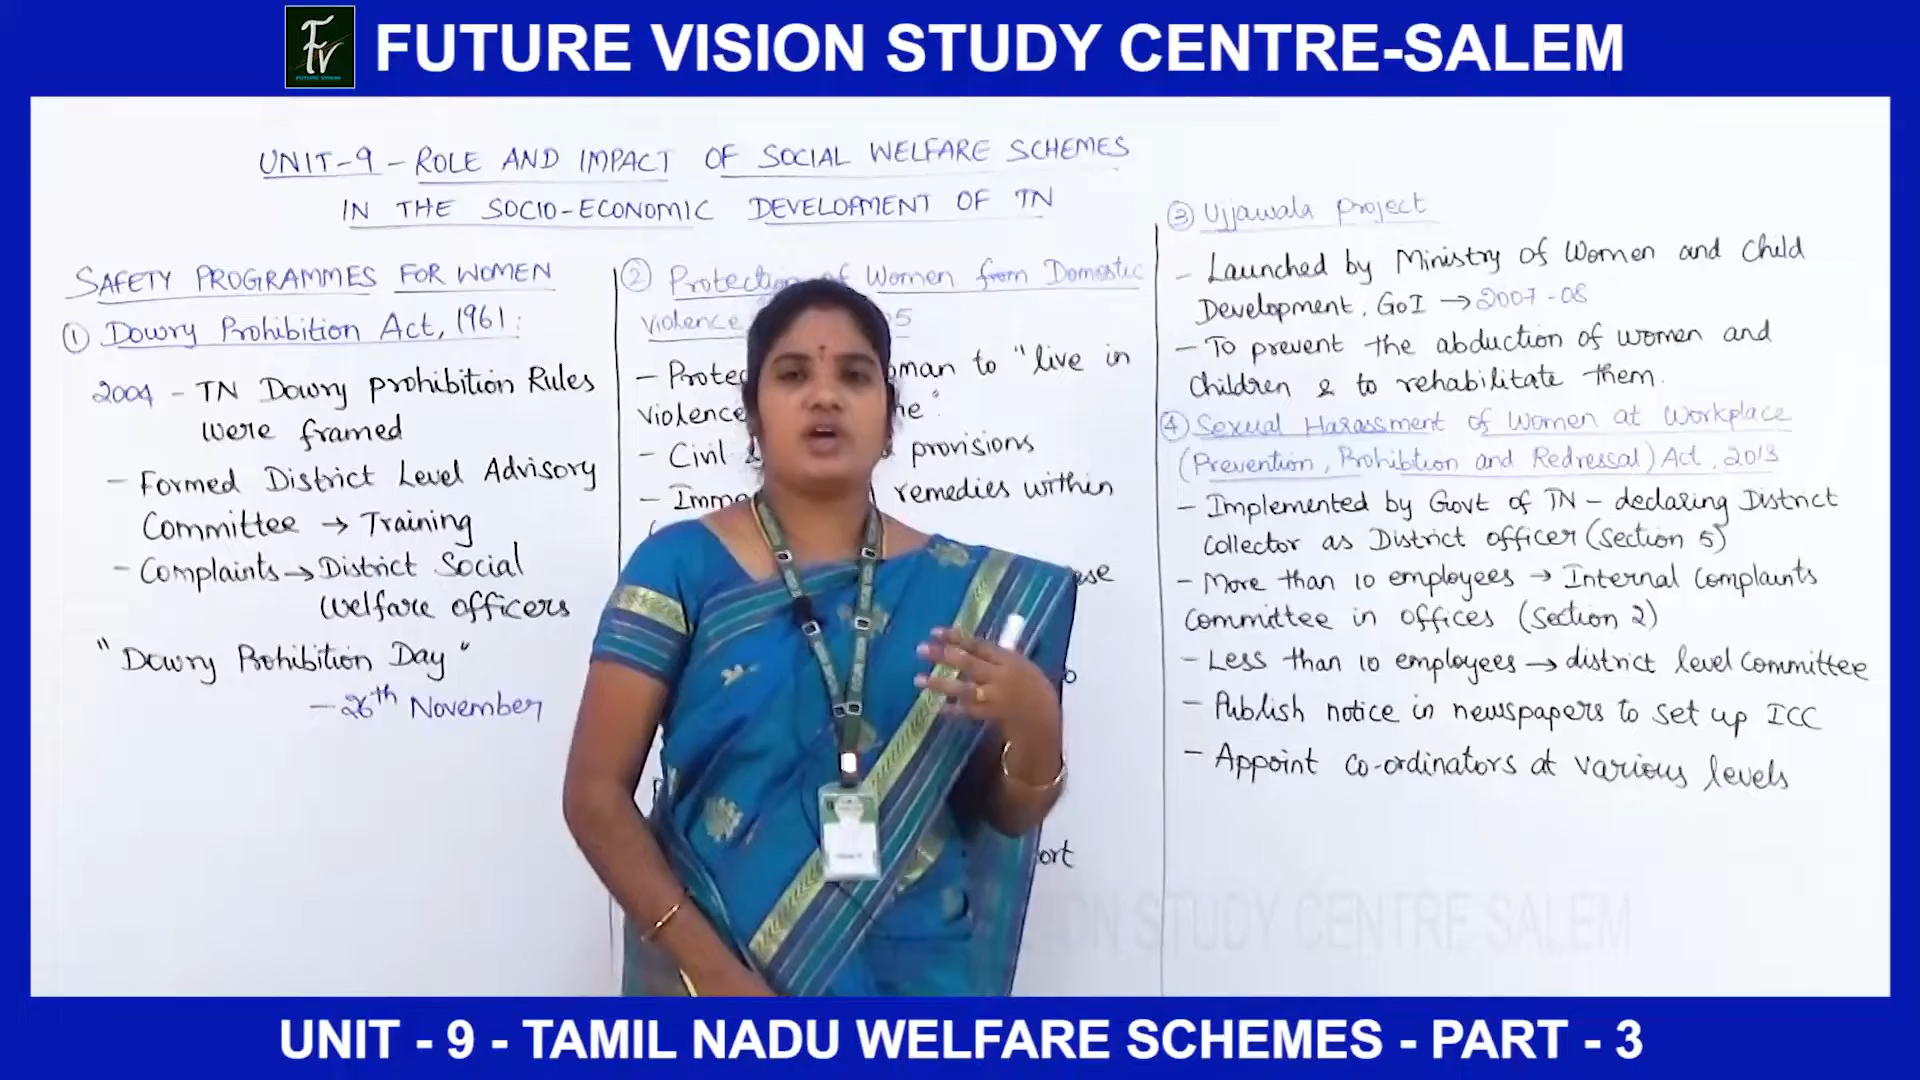 FV
FUTURE VISION
FUTURE VISION STUDY CENTRE-SALEM
UNIT-9 - ROLE AND IMPACT OF SOCIAL WELFARE SCHEMES
IN THE SOCIO-ECONOMIC DEVELOPMENT OF TN
SAFETY PROGRAMMES FOR WOMEN
① Dowry Prohibition Act, 1961:
2004 - TN Dowry prohibition Rules
were framed
- Formed District Level Advisory
Committee → Training
- Complaints → District Social
Welfare officers
"Dowry Prohibition Day"
- 26th November
② Protection of Women from Domestic
violence
- to "live in
violence
- Civil provisions
- remedies within
③ Ujjawala project
- Launched by Ministry of Women and Child
Development, GoI → 2007-08
- To prevent the abduction of women and
children & to rehabilitate them.
④ Sexual Harassment of Women at Workplace
(Prevention, Prohibtion and Redressal) Act, 2013
- Implemented by Govt of TN - declaring District
Collector as District officer (Section 5)
- More than 10 employees → Internal Complaints
Committee in offices (Section 2)
- Less than 10 employees → district level Committee
- Publish notice in newspapers to set up ICC
- Appoint co-ordinators at various levels
STUDY CENTRE SALEM
UNIT - 9 - TAMIL NADU WELFARE SCHEMES - PART - 3